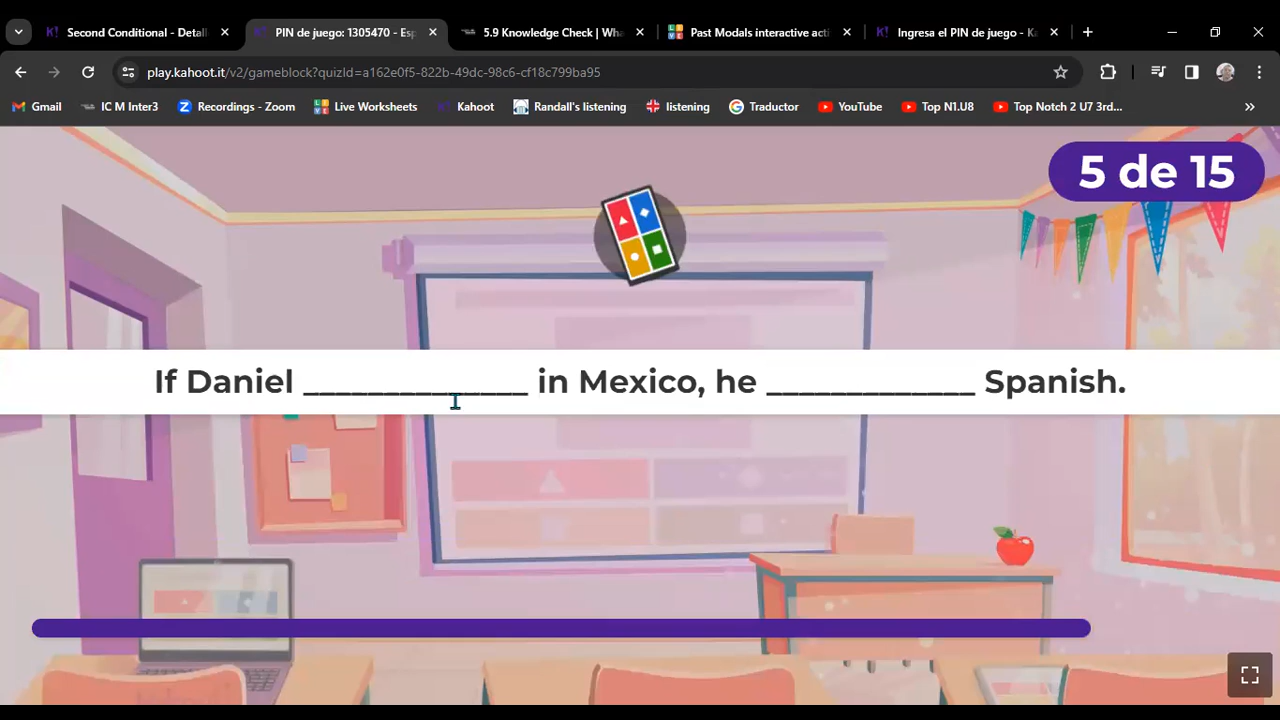 Second Conditional - Detail
PIN de juego: 1305470 - Esp
5.9 Knowledge Check | Wha
Past Modals interactive acti
Ingresa el PIN de juego - Ka
play.kahoot.it/v2/gameblock?quizId=a162e0f5-822b-49dc-98c6-cf18c799ba95
Gmail
IC M Inter3
Recordings - Zoom
Live Worksheets
Kahoot
Randall's listening
listening
Traductor
YouTube
Top N1.U8
Top Notch 2 U7 3rd...
5 de 15
If Daniel _____________ in Mexico, he ____________ Spanish.